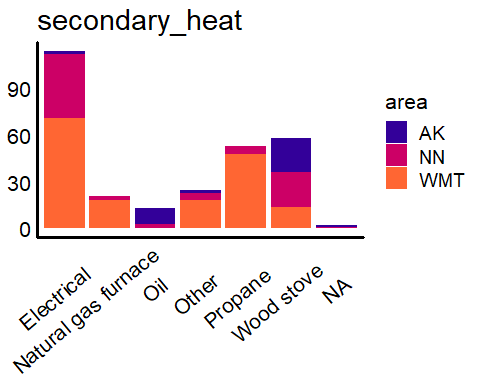 secondary_heat
90
60
30
0
area
AK
NN
WMT
Electrical
Natural gas furnace
Oil
Other
Propane
Wood stove
NA